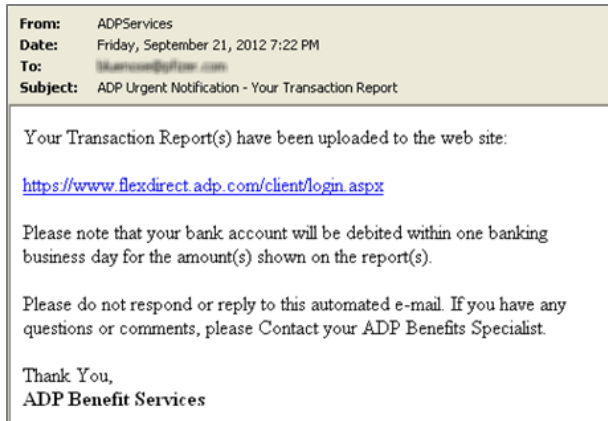 From: ADPServices
Date: Friday, September 21, 2012 7:22 PM
To:
Subject: ADP Urgent Notification - Your Transaction Report
Your Transaction Report(s) have been uploaded to the web site:
https://www.flexdirect.adp.com/client/login.aspx
Please note that your bank account will be debited within one banking
business day for the amount(s) shown on the report(s).
Please do not respond or reply to this automated e-mail. If you have any
questions or comments, please Contact your ADP Benefits Specialist.
Thank You,
ADP Benefit Services